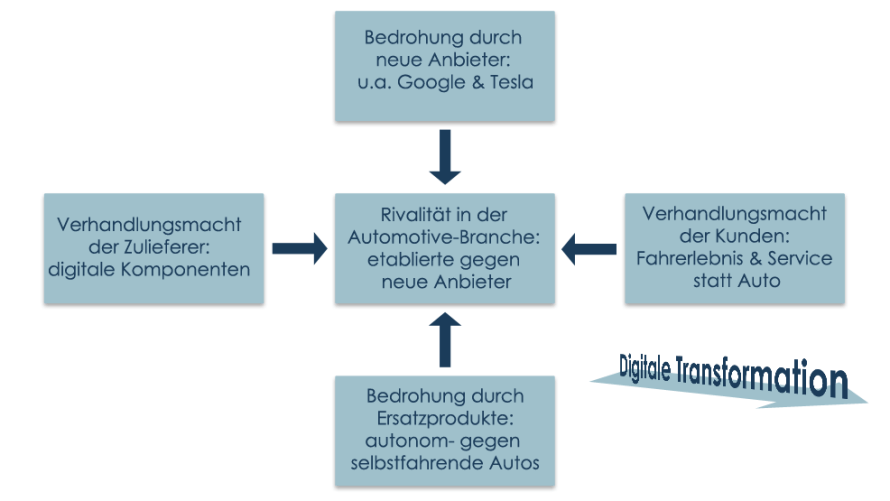 Bedrohung durch
neue Anbieter:
u.a. Google & Tesla
Verhandlungsmacht
der Zulieferer:
digitale Komponenten
Rivalität in der
Automotive-Branche:
etablierte gegen
neue Anbieter
Verhandlungsmacht
der Kunden:
Fahrerlebnis & Service
statt Auto
Bedrohung durch
Ersatzprodukte:
autonom- gegen
selbstfahrende Autos
Digitale Transformation